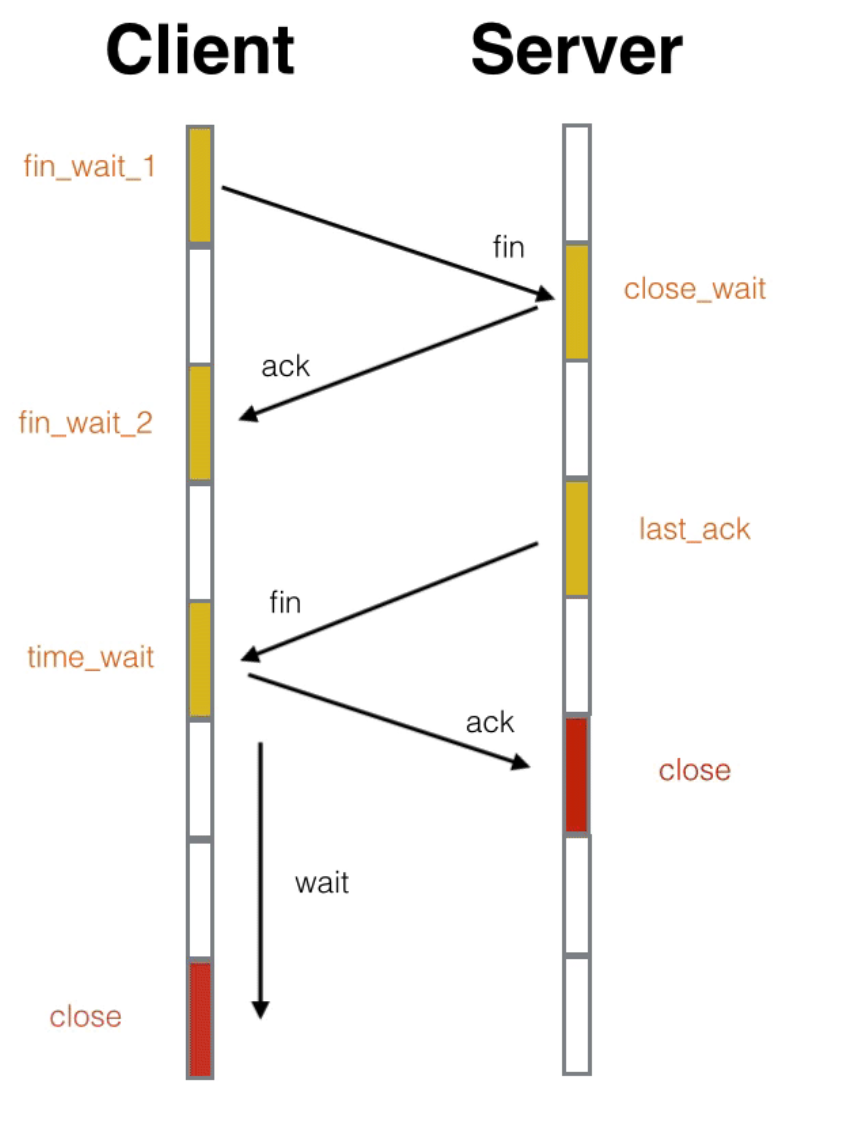 Client
Server
fin_wait_1
fin
close_wait
ack
fin_wait_2
last_ack
fin
time_wait
ack
close
wait
close